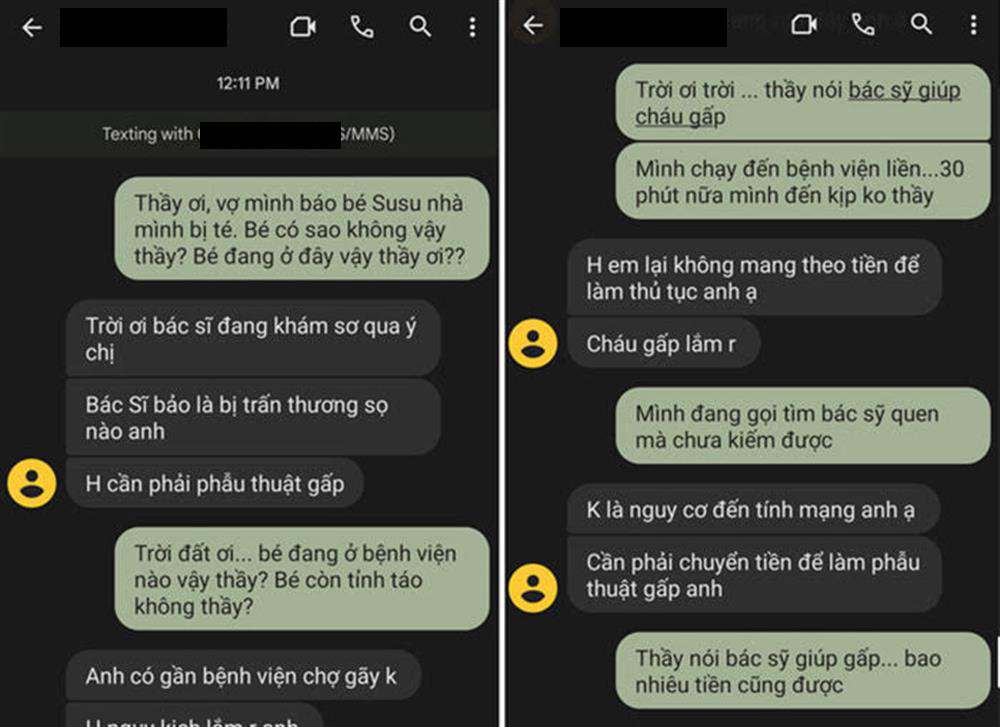 12:11 PM
Texting with
S/MMS)
Thầy ơi, vợ mình báo bé Susu nhà
mình bị té. Bé có sao không vậy
thầy? Bé đang ở đây vậy thầy ơi??
Trời ơi bác sĩ đang khám sơ qua ý
chị
Bác Sĩ bảo là bị trấn thương sọ
nào anh
H cần phải phẫu thuật gấp
Trời đất ơi... bé đang ở bệnh viện
nào vậy thầy? Bé còn tỉnh táo
không thầy?
Anh có gần bệnh viện chợ gãy k
H nguy kịch lắm r anh
Trời ơi trời ... thầy nói bác sỹ giúp
cháu gấp
Mình chạy đến bệnh viện liền...30
phút nữa mình đến kịp ko thầy
H em lại không mang theo tiền để
làm thủ tục anh ạ
Cháu gấp lắm r
Mình đang gọi tìm bác sỹ quen
mà chưa kiếm được
K là nguy cơ đến tính mạng anh ạ
Cần phải chuyển tiền để làm phẫu
thuật gấp anh
Thầy nói bác sỹ giúp gấp... bao
nhiêu tiền cũng được